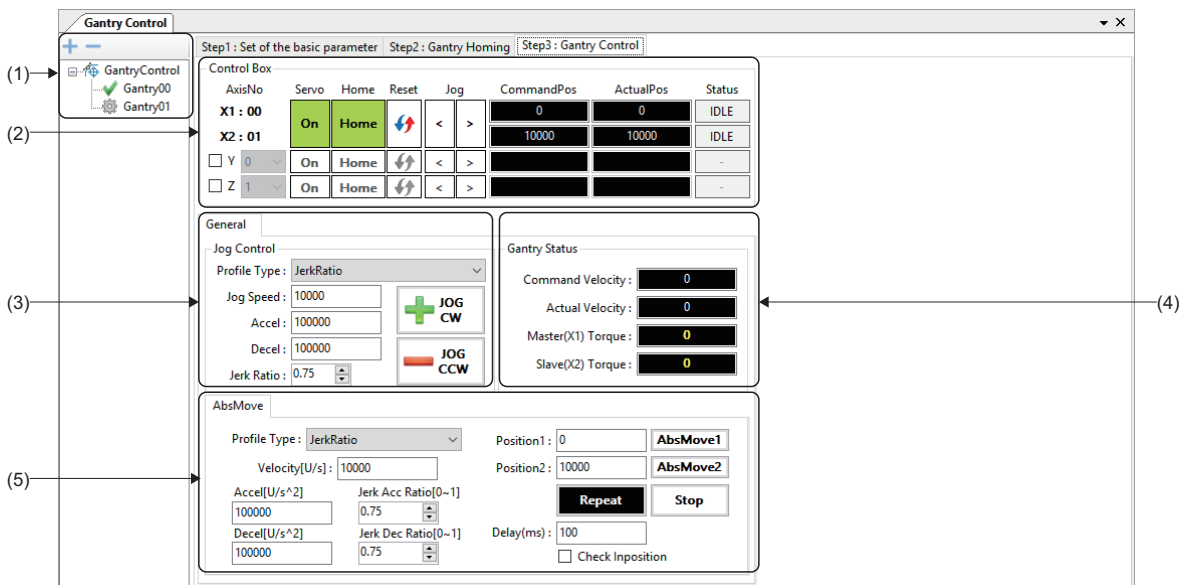 Gantry Control
Step1 : Set of the basic parameter Step2 : Gantry Homing Step3 : Gantry Control
(1)
GantryControl
Gantry00
Gantry01
(2)
Control Box
AxisNo Servo Home Reset Jog CommandPos ActualPos Status
X1 : 00 On Home < > 0 0 IDLE
X2 : 01 10000 10000 IDLE
Y 0 On Home < > -
Z 1 On Home < > -
(3)
General
Jog Control
Profile Type : JerkRatio
Jog Speed : 10000
Accel : 100000
Decel : 100000
Jerk Ratio : 0.75
JOG
CW
JOG
CCW
(4)
Gantry Status
Command Velocity : 0
Actual Velocity : 0
Master(X1) Torque : 0
Slave(X2) Torque : 0
(5)
AbsMove
Profile Type : JerkRatio
Velocity[U/s] : 10000
Accel[U/s^2] Jerk Acc Ratio[0~1]
100000 0.75
Decel[U/s^2] Jerk Dec Ratio[0~1]
100000 0.75
Position1 : 0 AbsMove1
Position2 : 10000 AbsMove2
Repeat Stop
Delay(ms) : 100
Check Inposition